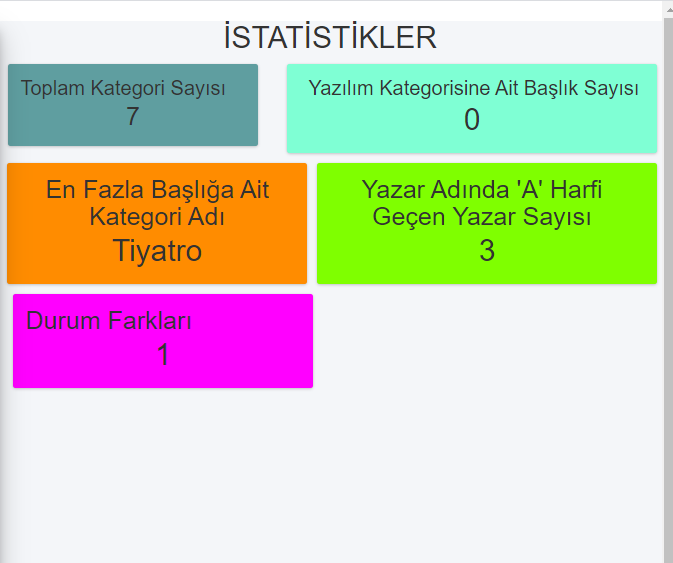 İSTATİSTİKLER
Toplam Kategori Sayısı
7
Yazılım Kategorisine Ait Başlık Sayısı
0
En Fazla Başlığa Ait
Kategori Adı
Tiyatro
Yazar Adında 'A' Harfi
Geçen Yazar Sayısı
3
Durum Farkları
1